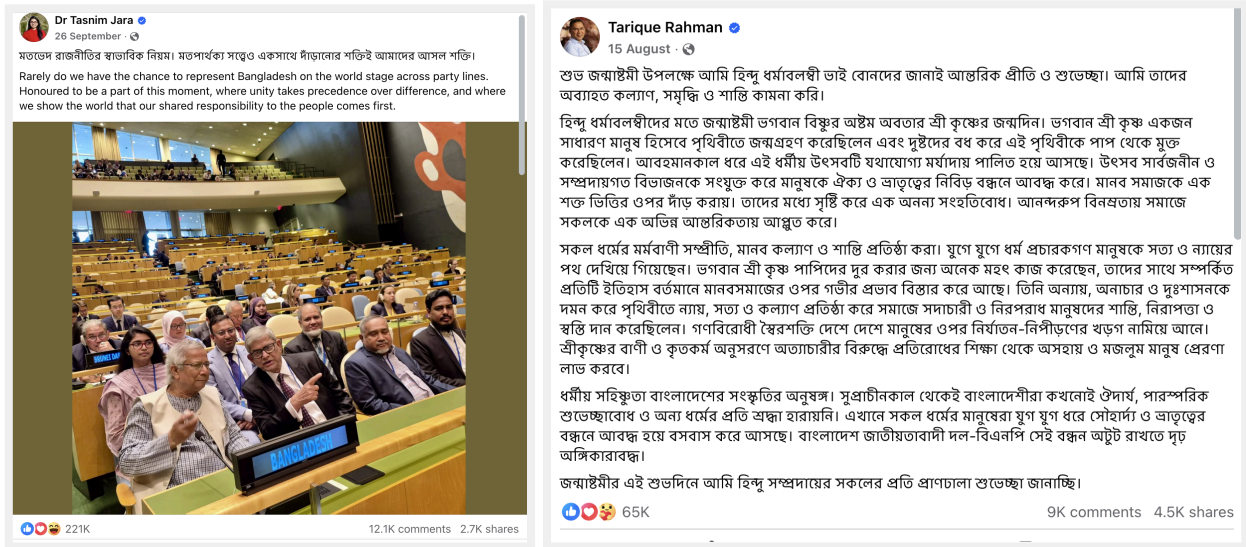 Dr Tasnim Jara
26 September ·
মতভেদ রাজনীতির স্বাভাবিক নিয়ম। মতপার্থক্য সত্ত্বেও একসাথে দাঁড়ানোর শক্তিই আমাদের আসল শক্তি।
Rarely do we have the chance to represent Bangladesh on the world stage across party lines.
Honoured to be a part of this moment, where unity takes precedence over difference, and where
we show the world that our shared responsibility to the people comes first.
BRUNEI DAR
BANGLADESH
221K
12.1K comments 2.7K shares
Tarique Rahman
15 August ·
শুভ জন্মাষ্টমী উপলক্ষে আমি হিন্দু ধর্মাবলম্বী ভাই বোনদের জানাই আন্তরিক প্রীতি ও শুভেচ্ছা। আমি তাদের
অব্যাহত কল্যাণ, সমৃদ্ধি ও শান্তি কামনা করি।
হিন্দু ধর্মাবলম্বীদের মতে জন্মাষ্টমী ভগবান বিষ্ণুর অষ্টম অবতার শ্রী কৃষ্ণের জন্মদিন। ভগবান শ্রী কৃষ্ণ একজন
সাধারণ মানুষ হিসেবে পৃথিবীতে জন্মগ্রহণ করেছিলেন এবং দুষ্টদের বধ করে এই পৃথিবীকে পাপ থেকে মুক্ত
করেছিলেন। আবহমানকাল ধরে এই ধর্মীয় উৎসবটি যথাযোগ্য মর্যাদায় পালিত হয়ে আসছে। উৎসব সার্বজনীন ও
সম্প্রদায়গত বিভাজনকে সংযুক্ত করে মানুষকে ঐক্য ও ভ্রাতৃত্বের নিবিড় বন্ধনে আবদ্ধ করে। মানব সমাজকে এক
শক্ত ভিত্তির ওপর দাঁড় করায়। তাদের মধ্যে সৃষ্টি করে এক অনন্য সংহতিবোধ। আনন্দরুপ বিনম্রতায় সমাজে
সকলকে এক অভিন্ন আন্তরিকতায় আপ্লুত করে।
সকল ধর্মের মর্মবাণী সম্প্রীতি, মানব কল্যাণ ও শান্তি প্রতিষ্ঠা করা। যুগে যুগে ধর্ম প্রচারকগণ মানুষকে সত্য ও ন্যায়ের
পথ দেখিয়ে গিয়েছেন। ভগবান শ্রী কৃষ্ণ পাপিদের দুর করার জন্য অনেক মহৎ কাজ করেছেন, তাদের সাথে সম্পর্কিত
প্রতিটি ইতিহাস বর্তমানে মানবসমাজের ওপর গভীর প্রভাব বিস্তার করে আছে। তিনি অন্যায়, অনাচার ও দুঃশাসনকে
দমন করে পৃথিবীতে ন্যায়, সত্য ও কল্যাণ প্রতিষ্ঠা করে সমাজে সদাচারী ও নিরপরাধ মানুষদের শান্তি, নিরাপত্তা ও
স্বস্তি দান করেছিলেন। গণবিরোধী স্বৈরশক্তি দেশে দেশে মানুষের ওপর নির্যাতন-নিপীড়ণের খড়গ নামিয়ে আনে।
শ্রীকৃষ্ণের বাণী ও কৃতকর্ম অনুসরণে অত্যাচারীর বিরুদ্ধে প্রতিরোধের শিক্ষা থেকে অসহায় ও মজলুম মানুষ প্রেরণা
লাভ করবে।
ধর্মীয় সহিষ্ণুতা বাংলাদেশের সংস্কৃতির অনুষঙ্গ। সুপ্রাচীনকাল থেকেই বাংলাদেশীরা কখনোই ঔদার্য, পারস্পরিক
শুভেচ্ছাবোধ ও অন্য ধর্মের প্রতি শ্রদ্ধা হারায়নি। এখানে সকল ধর্মের মানুষেরা যুগ যুগ ধরে সৌহার্দ্য ও ভ্রাতৃত্বের
বন্ধনে আবদ্ধ হয়ে বসবাস করে আসছে। বাংলাদেশ জাতীয়তাবাদী দল-বিএনপি সেই বন্ধন অটুট রাখতে দৃঢ়
অঙ্গিকারাবদ্ধ।
জন্মাষ্টমীর এই শুভদিনে আমি হিন্দু সম্প্রদায়ের সকলের প্রতি প্রাণঢালা শুভেচ্ছা জানাচ্ছি।
65K
9K comments 4.5K shares